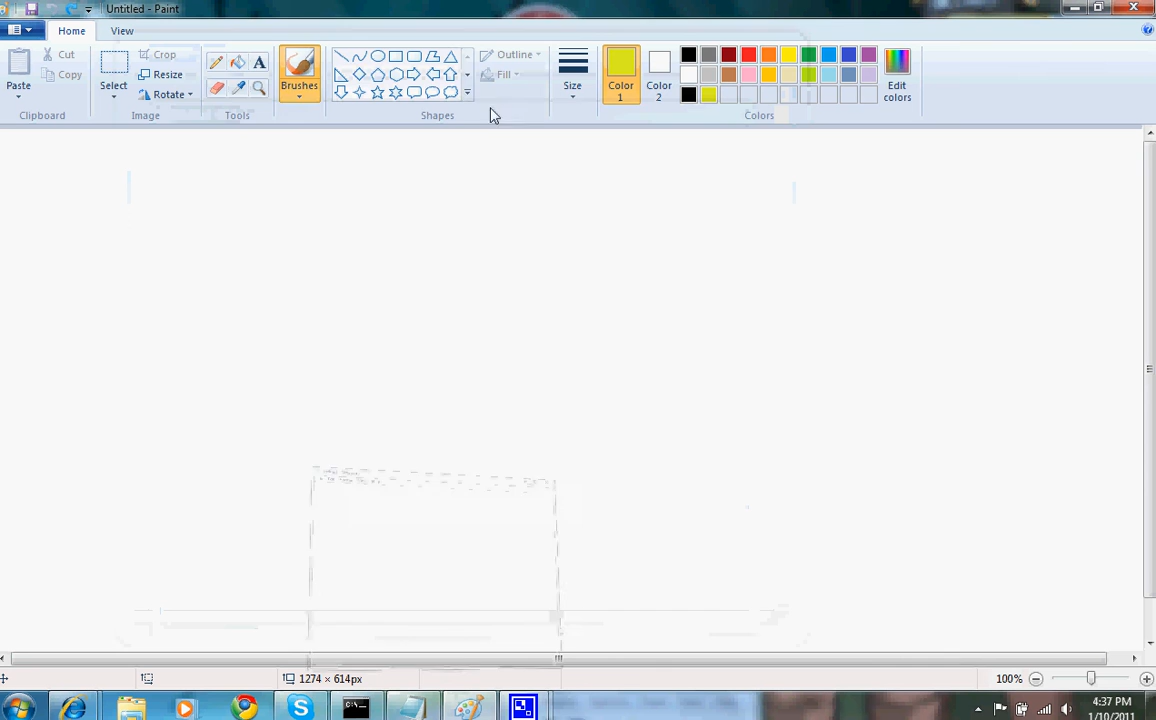 Untitled - Paint
Home View
Paste
Cut
Copy
Clipboard
Select
Crop
Resize
Rotate
Image
A
Tools
Brushes
Outline
Fill
Shapes
Size
Color 1
Color 2
Edit colors
Colors
1274 × 614px
100%
C:\.
4:37 PM
1/10/2011